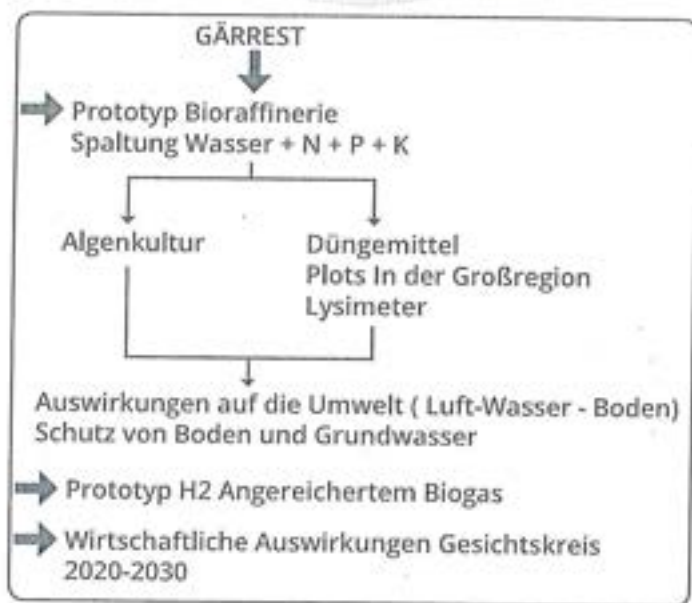 GÄRREST
Prototyp Bioraffinerie
Spaltung Wasser + N + P + K
Algenkultur
Düngemittel
Plots In der Großregion
Lysimeter
Auswirkungen auf die Umwelt ( Luft-Wasser - Boden)
Schutz von Boden und Grundwasser
Prototyp H2 Angereichertem Biogas
Wirtschaftliche Auswirkungen Gesichtskreis
2020-2030